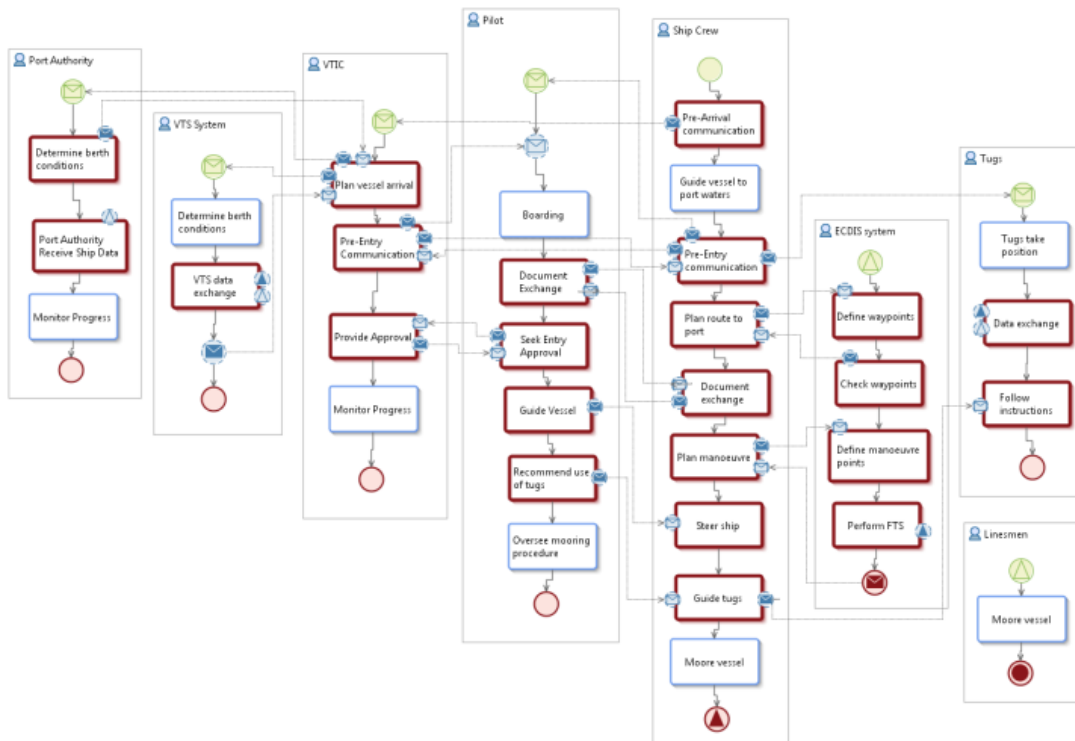 Port Authority
Determine berth
conditions
Port Authority
Receive Ship Data
Monitor Progress
VTS System
Determine berth
conditions
VTS data
exchange
VTIC
Plan vessel arrival
Pre-Entry
Communication
Provide Approval
Monitor Progress
Pilot
Boarding
Document
Exchange
Seek Entry
Approval
Guide Vessel
Recommend use
of tugs
Oversee mooring
procedure
Ship Crew
Pre-Arrival
communication
Guide vessel to
port waters
Pre-Entry
communication
Plan route to
port
Document
exchange
Plan manoeuvre
Steer ship
Guide tugs
Moore vessel
ECDIS system
Define waypoints
Check waypoints
Define manoeuvre
points
Perform FTS
Tugs
Tugs take
position
Data exchange
Follow
instructions
Linesmen
Moore vessel